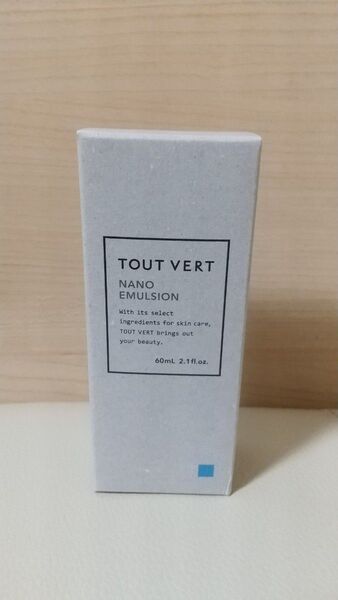 TOUT VERT
NANO
EMULSION
With its select
ingredients for skin care,
TOUT VERT brings out
your beauty.
60mL 2.1fl.oz.